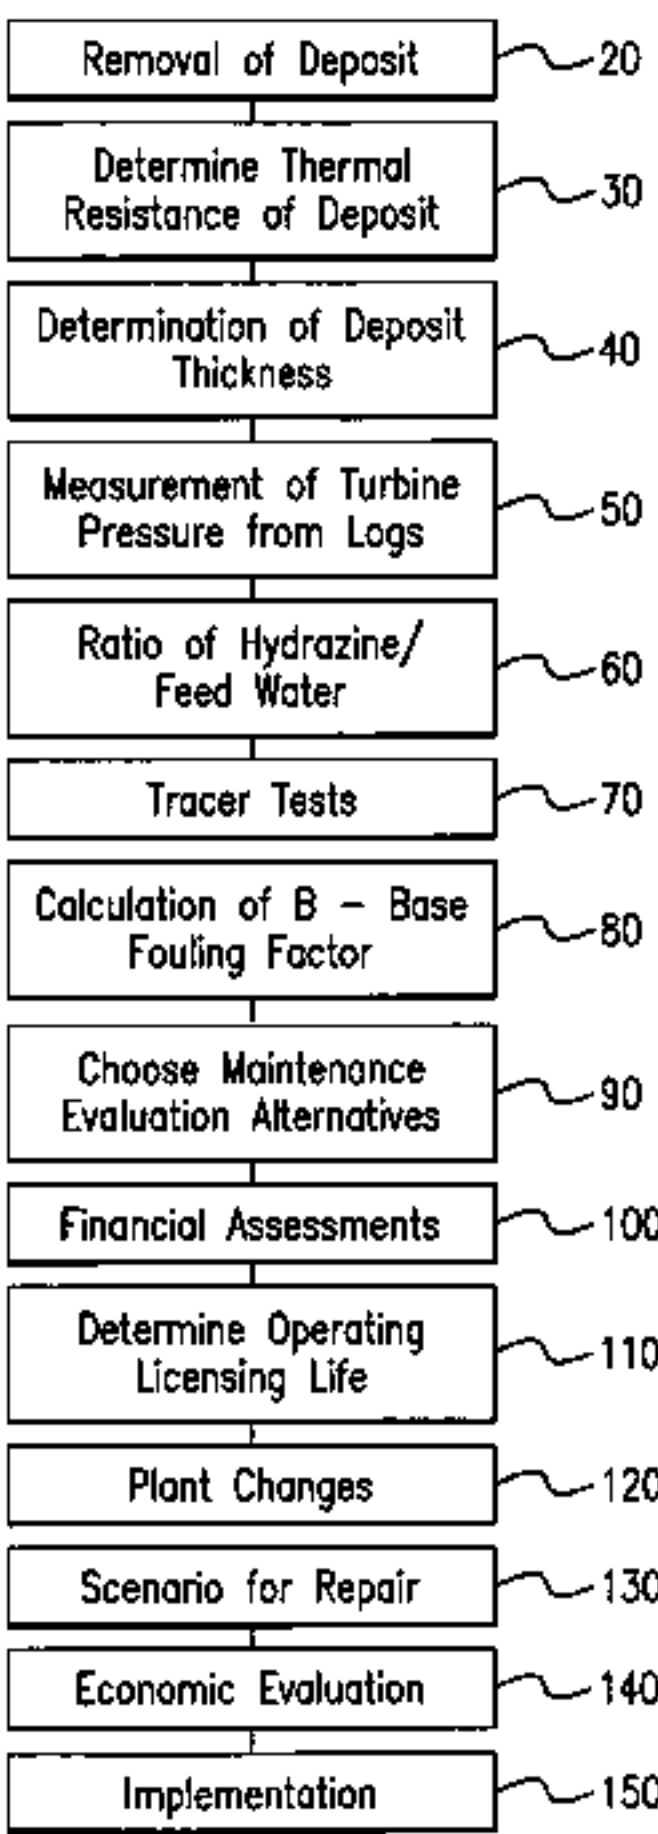 Removal of Deposit
20
Determine Thermal
Resistance of Deposit
30
Determination of Deposit
Thickness
40
Measurement of Turbine
Pressure from Logs
50
Ratio of Hydrazine/
Feed Water
60
Tracer Tests
70
Calculation of B – Base
Fouling Factor
80
Choose Maintenance
Evaluation Alternatives
90
Financial Assessments
100
Determine Operating
Licensing Life
110
Plant Changes
120
Scenario for Repair
130
Economic Evaluation
140
Implementation
150